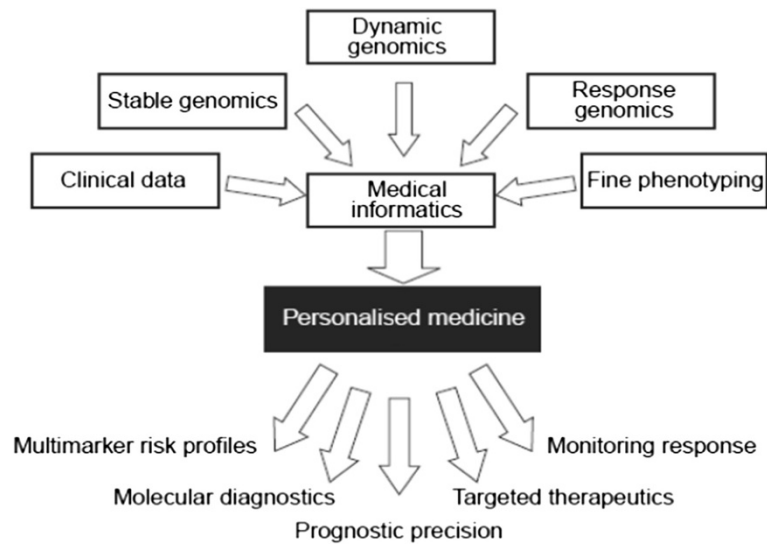 Dynamic
genomics
Stable genomics
Response
genomics
Clinical data
Medical
informatics
Fine phenotyping
Personalised medicine
Multimarker risk profiles
Monitoring response
Molecular diagnostics
Targeted therapeutics
Prognostic precision